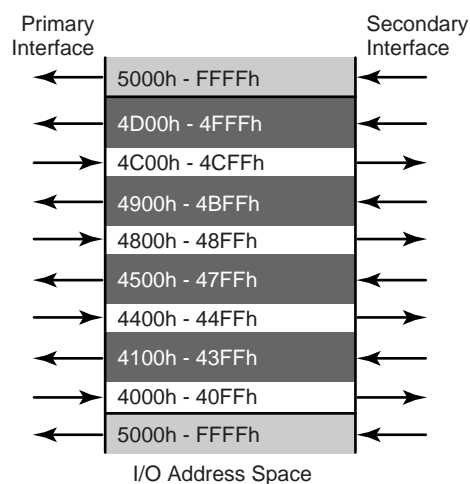 Primary
Interface
Secondary
Interface
5000h - FFFFh
4D00h - 4FFFh
4C00h - 4CFFh
4900h - 4BFFh
4800h - 48FFh
4500h - 47FFh
4400h - 44FFh
4100h - 43FFh
4000h - 40FFh
5000h - FFFFh
I/O Address Space